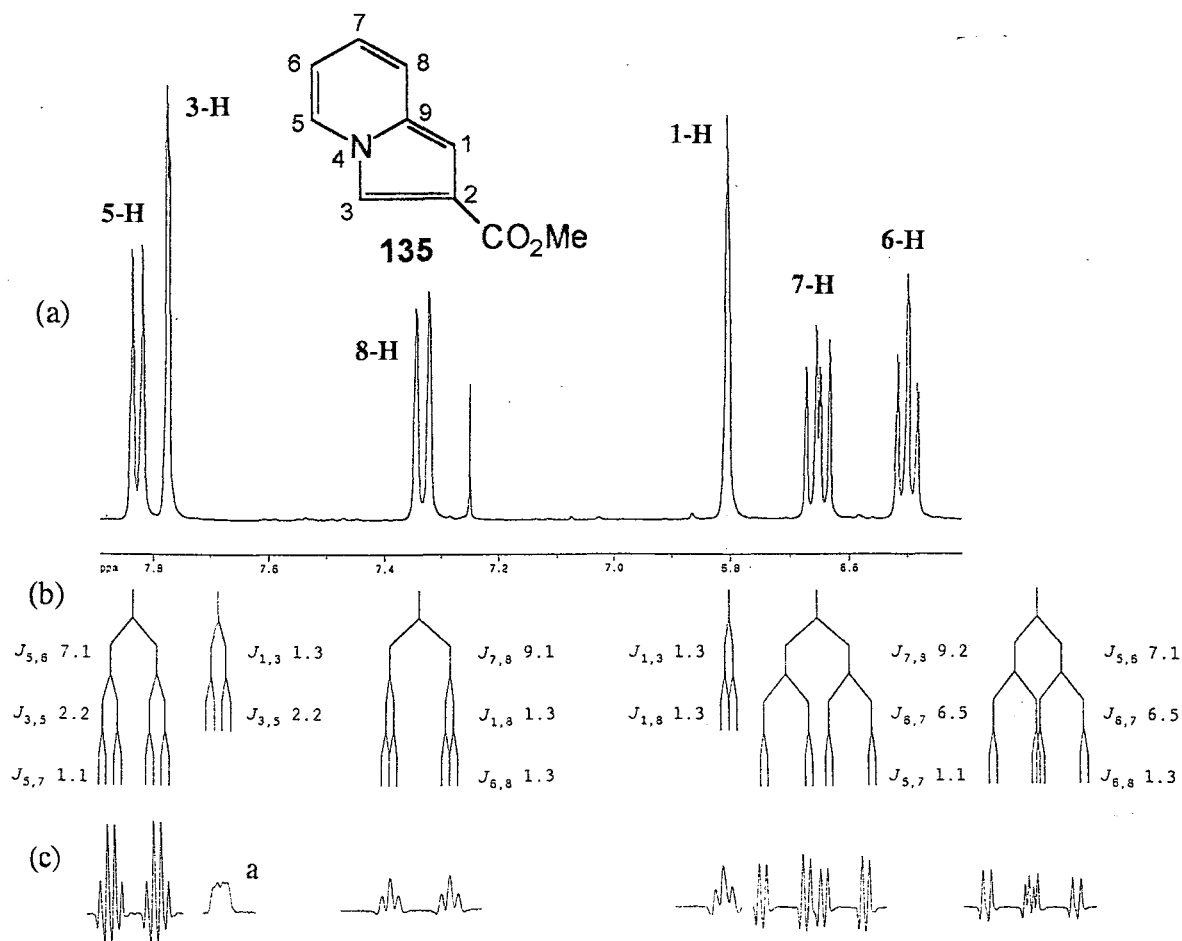 7
6
8
3-H
5
9
1
1-H
N
4
2
3
5-H
CO₂Me
135
6-H
7-H
(a)
8-H
7.8 7.6 7.4 7.2 7.0 6.8 6.6
(b)
J₅,₆ 7.1 J₁,₃ 1.3 J₇,₈ 9.1 J₁,₃ 1.3 J₇,₈ 9.2 J₅,₆ 7.1
J₃,₅ 2.2 J₃,₅ 2.2 J₁,₈ 1.3 J₁,₈ 1.3 J₆,₇ 6.5 J₆,₇ 6.5
J₅,₇ 1.1 J₆,₈ 1.3 J₅,₇ 1.1 J₆,₈ 1.3
(c)
a